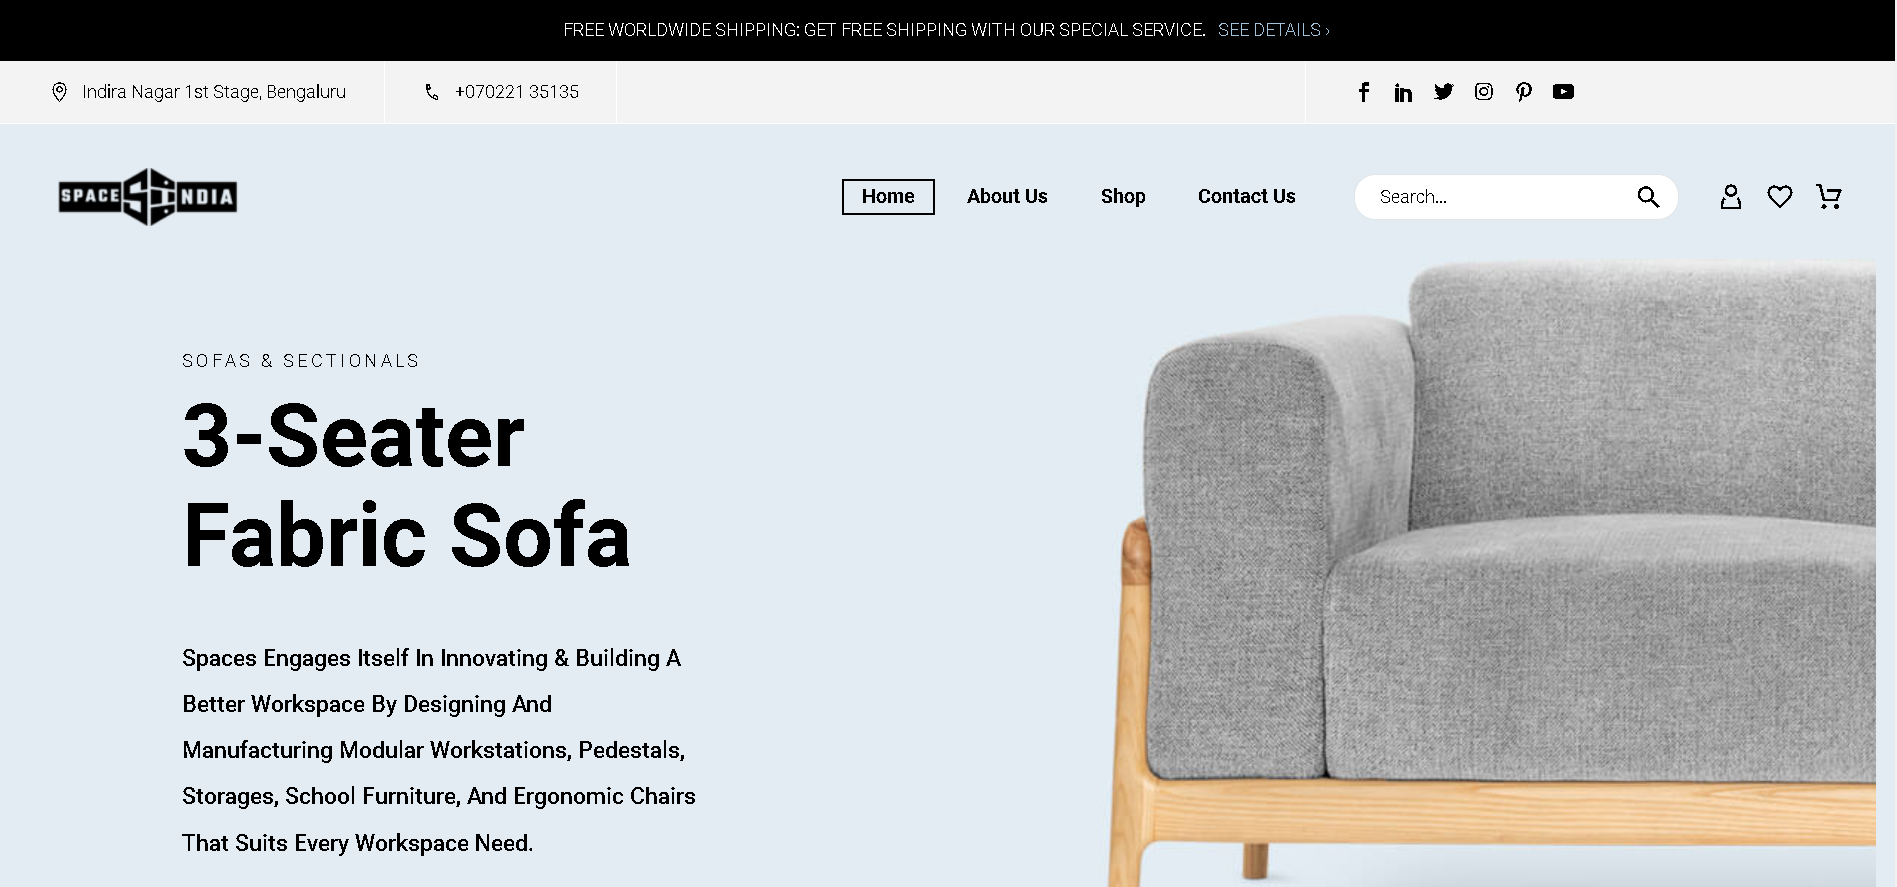 FREE WORLDWIDE SHIPPING: GET FREE SHIPPING WITH OUR SPECIAL SERVICE. SEE DETAILS ›
Indira Nagar 1st Stage, Bengaluru +070221 35135
SPACE SI NDIA
Home About Us Shop Contact Us Search...
SOFAS & SECTIONALS
3-Seater
Fabric Sofa
Spaces Engages Itself In Innovating & Building A
Better Workspace By Designing And
Manufacturing Modular Workstations, Pedestals,
Storages, School Furniture, And Ergonomic Chairs
That Suits Every Workspace Need.